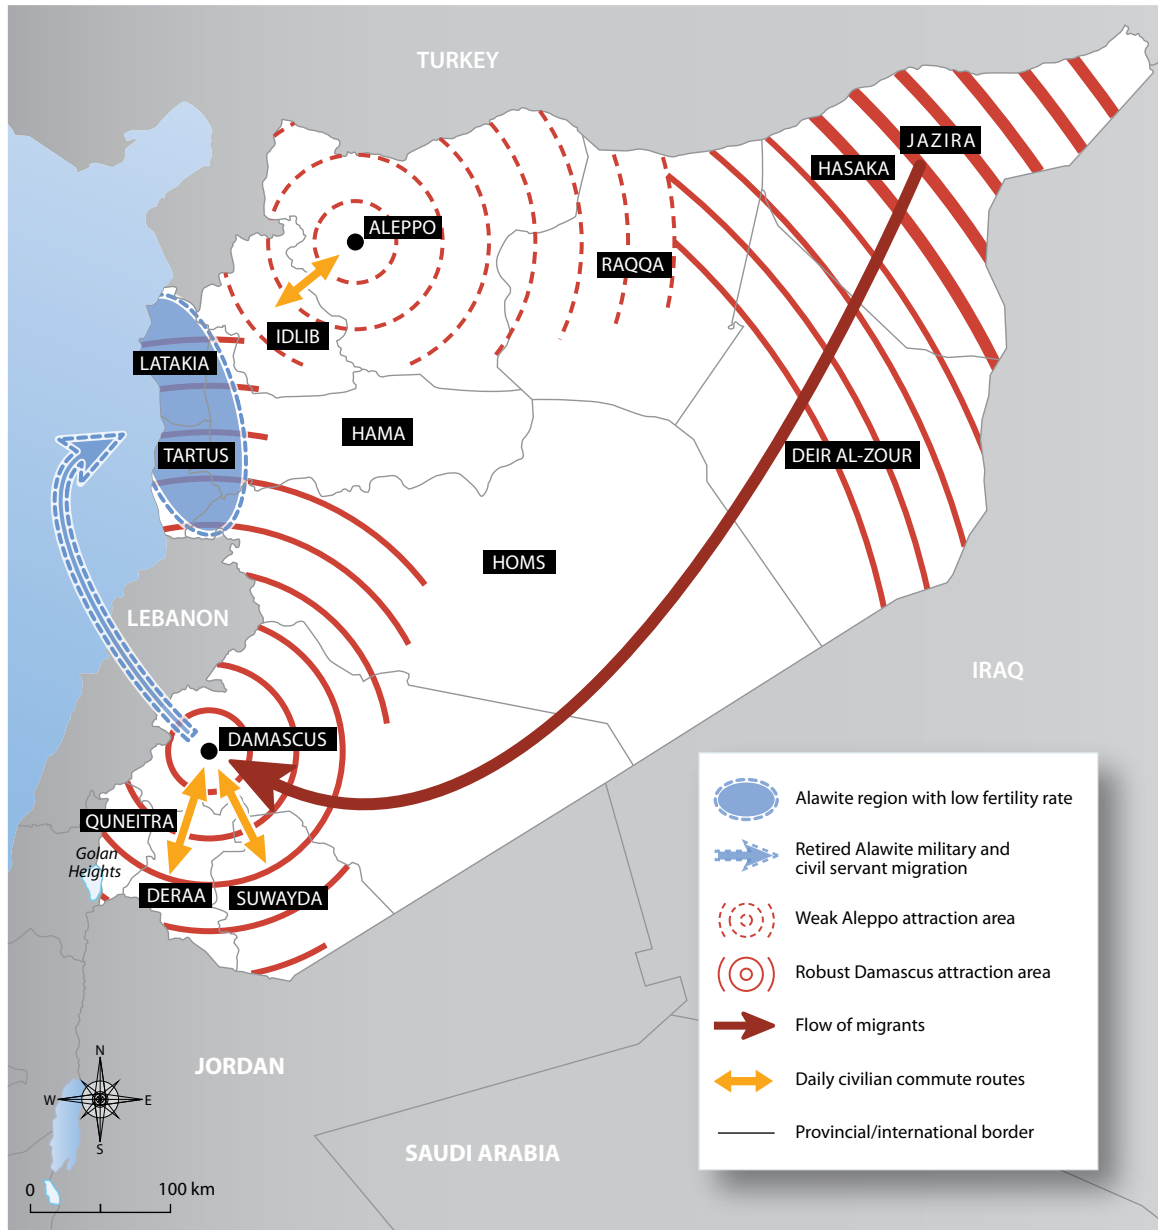 TURKEY
JAZIRA
HASAKA
ALEPPO
RAQQA
IDLIB
LATAKIA
HAMA
TARTUS
DEIR AL-ZOUR
HOMS
LEBANON
IRAQ
DAMASCUS
QUNEITRA
Golan
Heights
DERAA
SUWAYDA
JORDAN
SAUDI ARABIA
N
W
E
S
0
100 km
Alawite region with low fertility rate
Retired Alawite military and
civil servant migration
Weak Aleppo attraction area
Robust Damascus attraction area
Flow of migrants
Daily civilian commute routes
Provincial/international border